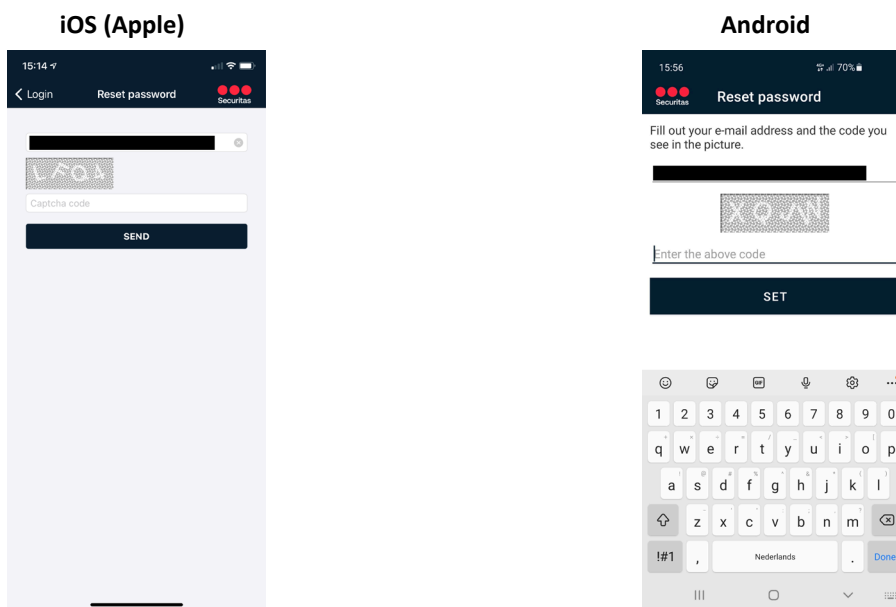 iOS (Apple)
15:14
Login
Reset password
Securitas
Captcha code
SEND
Android
15:56
70%
Securitas
Reset password
Fill out your e-mail address and the code you
see in the picture.
Enter the above code
SET
GIF
1 2 3 4 5 6 7 8 9 0
q w e r t y u i o p
a s d f g h j k l
z x c v b n m
!#1 , Nederlands . Done